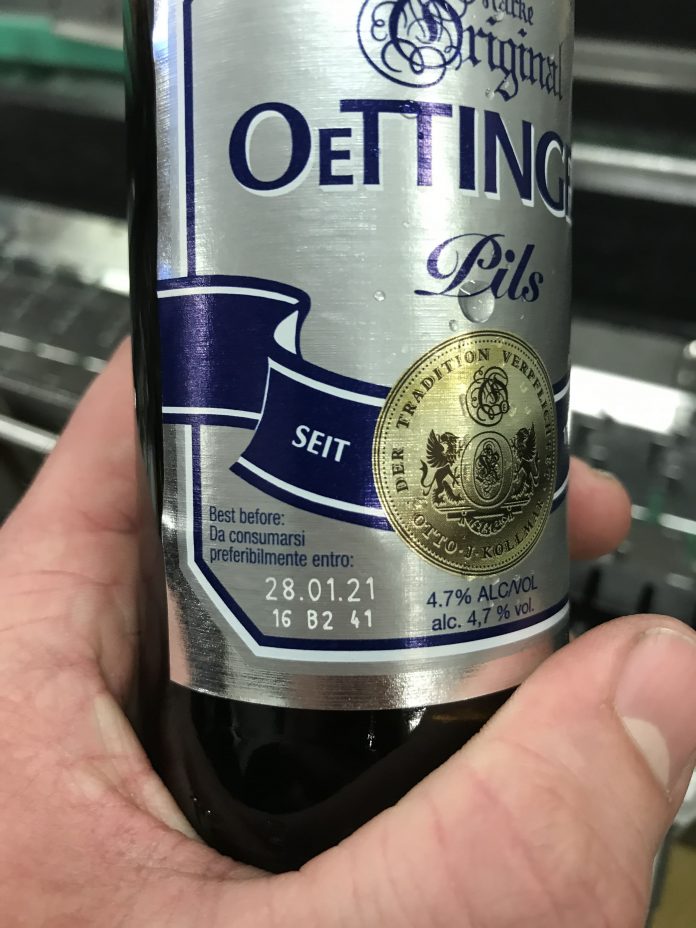 Original
OETTINGE
Pils
SEIT
DER TRADITION VERPFLICHTET
OTTO·J·KOLLMAR
Best before:
Da consumarsi
preferibilmente entro:
28.01.21
16 B2 41
4.7% ALC/VOL
alc. 4,7 % vol.